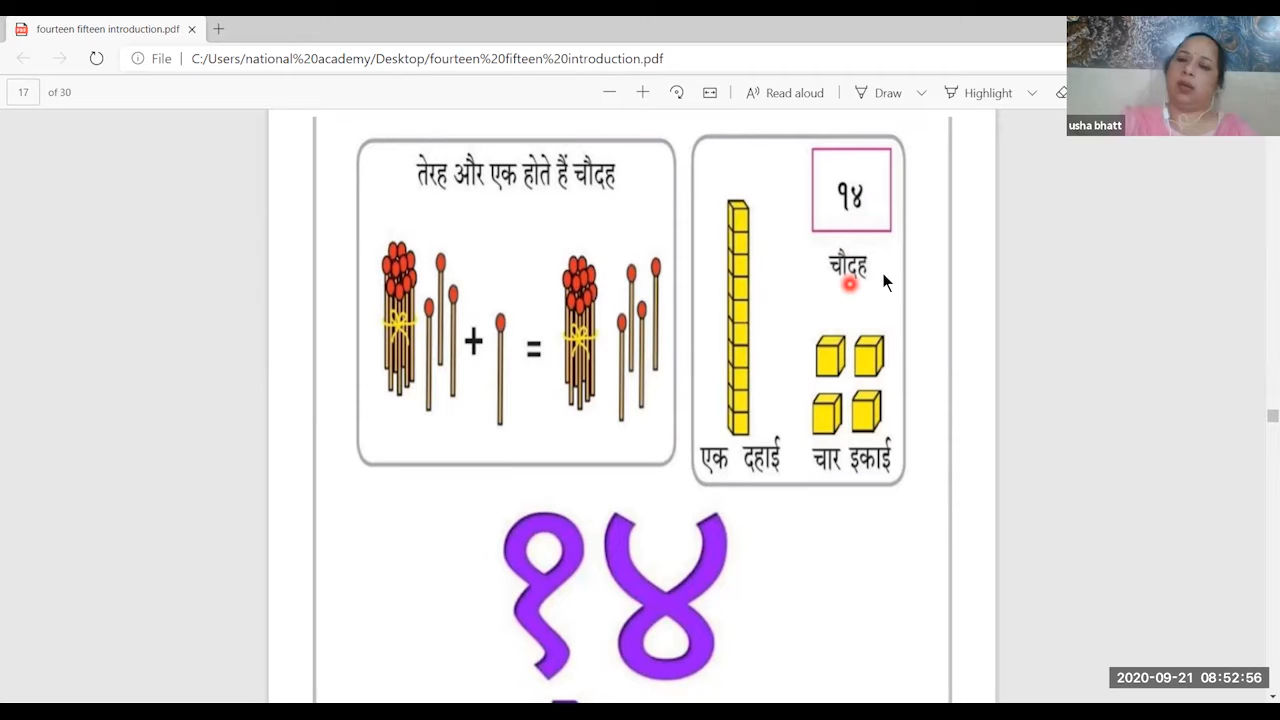 fourteen fifteen introduction.pdf
File
C:/Users/national%20academy/Desktop/fourteen%20fifteen%20introduction.pdf
17 of 30
Read aloud
Draw
Highlight
usha bhatt
तेरह और एक होते हैं चौदह
+ =
१४
चौदह
एक दहाई
चार इकाई
१४
2020-09-21 08:52:56